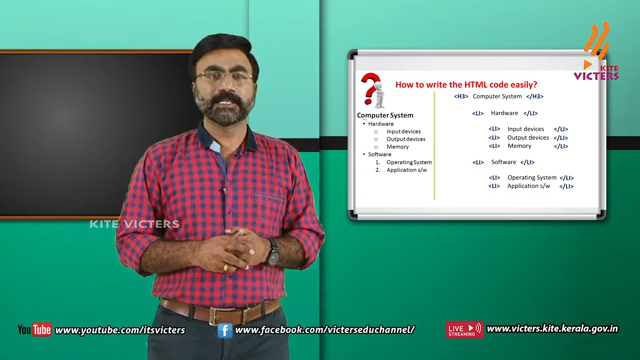 KITE
VICTERS
How to write the HTML code easily?
Computer System
• Hardware
o Input devices
o Output devices
o Memory
• Software
1. Operating System
2. Application s/w
<H3> Computer System </H3>
<LI> Hardware </LI>
<LI> Input devices </LI>
<LI> Output devices </LI>
<LI> Memory </LI>
<LI> Software </LI>
<LI> Operating System </LI>
<LI> Application s/w </LI>
KITE VICTERS
YouTube www.youtube.com/itsvicters
f www.facebook.com/victerseduchannel/
LIVE STREAMING www.victers.kite.kerala.gov.in